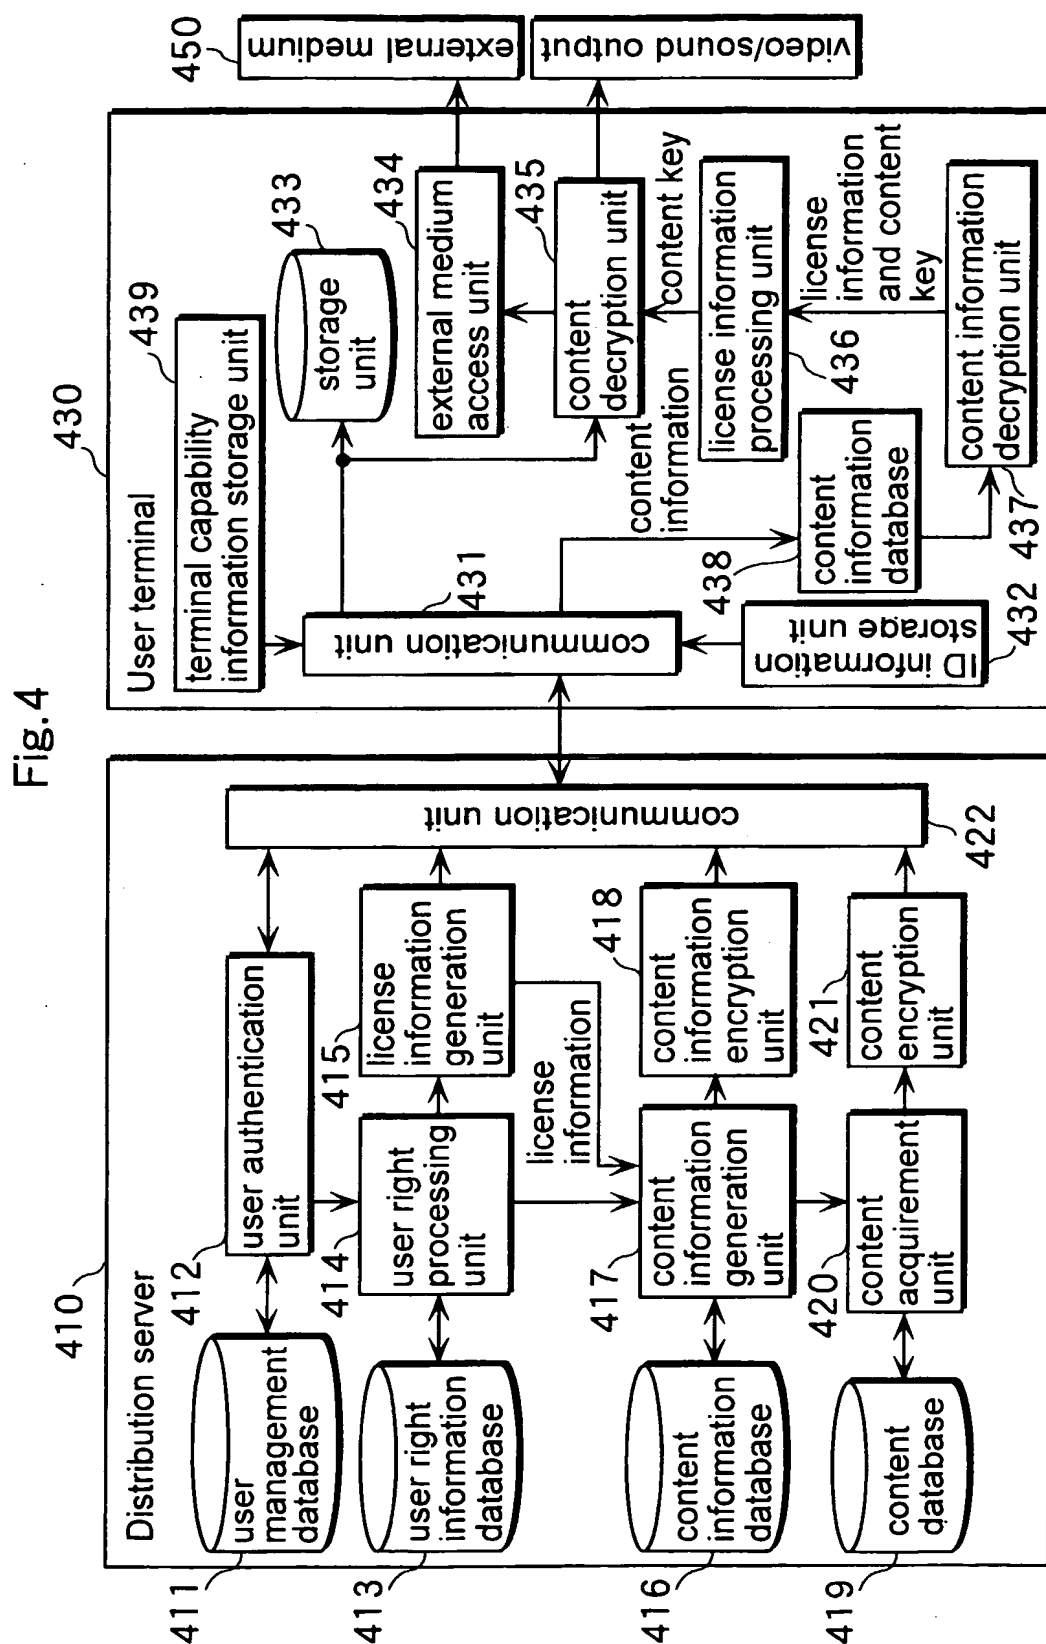 Fig. 4
410
Distribution server
411
user
management
database
412
user authentication
unit
413
user right
information
database
414
user right
processing
unit
415
license
information
generation
unit
license
information
416
content
information
database
417
content
information
generation
unit
418
content
information
encryption
unit
419
content
database
420
content
acquirement
unit
421
content
encryption
unit
communication unit
422
430
User terminal
terminal capability
information storage unit
439
communication unit
431
storage
unit
433
external medium
access unit
434
external medium
450
content
decryption unit
435
video/sound output
content
information
content key
license information
processing unit
436
license
information
and content
key
content
information
database
438
content information
decryption unit
437
ID information
storage unit
432